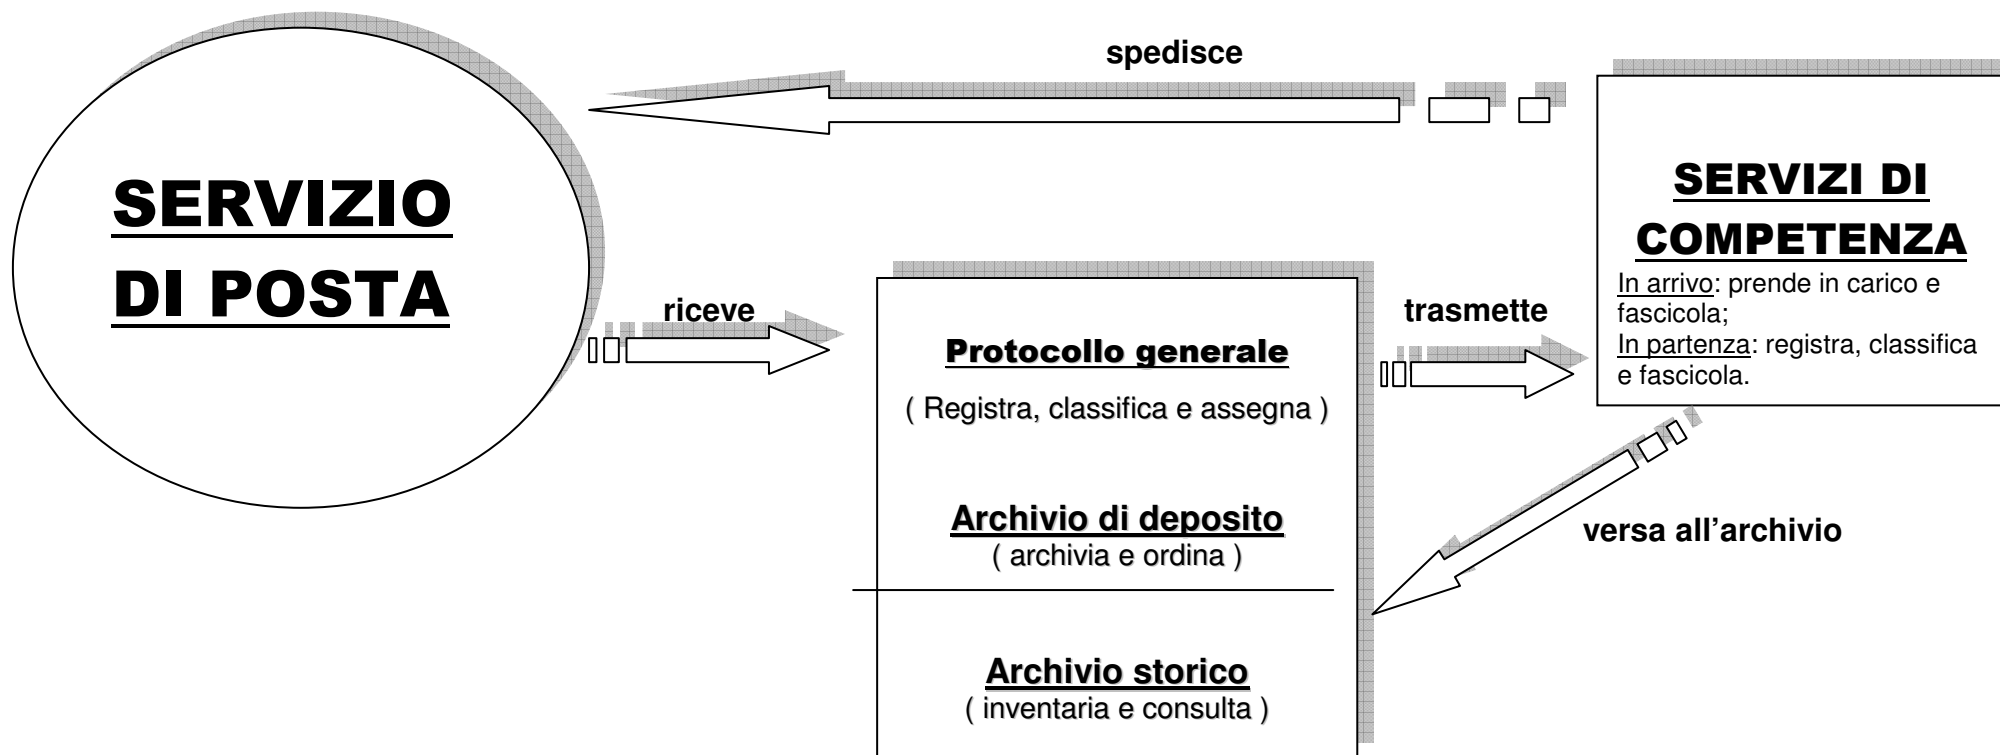 spedisce
SERVIZIO
DI POSTA
SERVIZI DI
COMPETENZA
In arrivo: prende in carico e
fascicola;
In partenza: registra, classifica
e fascicola.
riceve
trasmette
Protocollo generale
( Registra, classifica e assegna )
Archivio di deposito
( archivia e ordina )
versa all’archivio
Archivio storico
( inventaria e consulta )